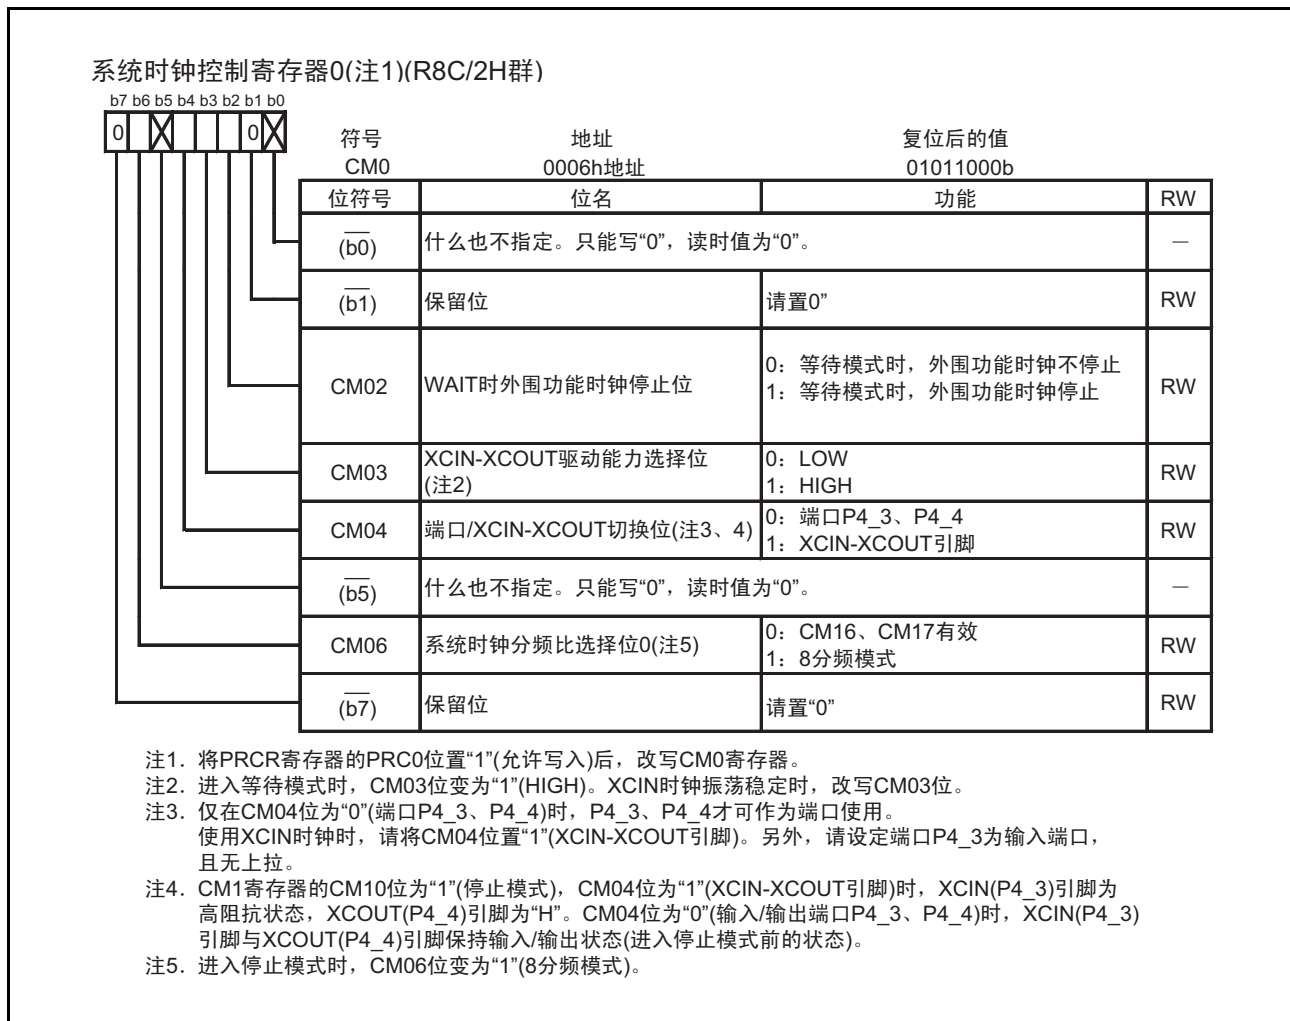 系统时钟控制寄存器0(注1)(R8C/2H群)
b7 b6 b5 b4 b3 b2 b1 b0
0 0
符号 地址 复位后的值
CM0 0006h地址 01011000b
位符号 位名 功能 RW
(b0) 什么也不指定。只能写“0”，读时值为“0”。 —
(b1) 保留位 请置0” RW
CM02 WAIT时外围功能时钟停止位 0：等待模式时，外围功能时钟不停止 RW
1：等待模式时，外围功能时钟停止
CM03 XCIN-XCOUT驱动能力选择位 0：LOW RW
(注2) 1：HIGH
CM04 端口/XCIN-XCOUT切换位(注3、4) 0：端口P4_3、P4_4 RW
1：XCIN-XCOUT引脚
(b5) 什么也不指定。只能写“0”，读时值为“0”。 —
CM06 系统时钟分频比选择位0(注5) 0：CM16、CM17有效 RW
1：8分频模式
(b7) 保留位 请置“0” RW
注1. 将PRCR寄存器的PRC0位置“1”(允许写入)后，改写CM0寄存器。
注2. 进入等待模式时，CM03位变为“1”(HIGH)。XCIN时钟振荡稳定时，改写CM03位。
注3. 仅在CM04位为“0”(端口P4_3、P4_4)时，P4_3、P4_4才可作为端口使用。
使用XCIN时钟时，请将CM04位置“1”(XCIN-XCOUT引脚)。另外，请设定端口P4_3为输入端口，
且无上拉。
注4. CM1寄存器的CM10位为“1”(停止模式)，CM04位为“1”(XCIN-XCOUT引脚)时，XCIN(P4_3)引脚为
高阻抗状态，XCOUT(P4_4)引脚为“H”。CM04位为“0”(输入/输出端口P4_3、P4_4)时，XCIN(P4_3)
引脚与XCOUT(P4_4)引脚保持输入/输出状态(进入停止模式前的状态)。
注5. 进入停止模式时，CM06位变为“1”(8分频模式)。